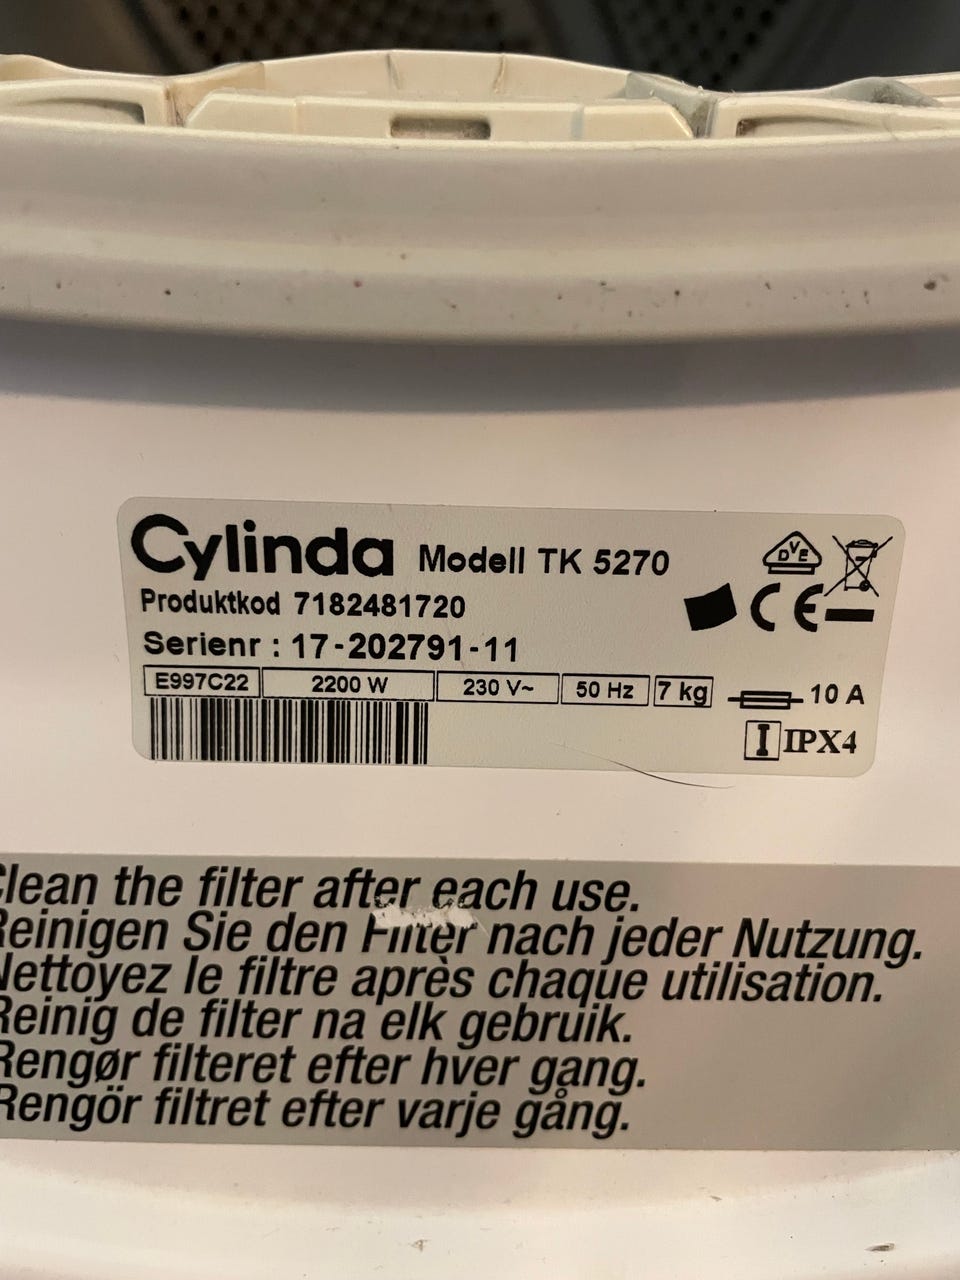 Cylinda Modell TK 5270
Produktkod 7182481720
Serienr : 17-202791-11
E997C22 2200 W 230 V~ 50 Hz 7 kg 10 A
IPX4
DVE
CE
Clean the filter after each use.
Reinigen Sie den Filter nach jeder Nutzung.
Nettoyez le filtre après chaque utilisation.
Reinig de filter na elk gebruik.
Rengør filteret efter hver gang.
Rengör filtret efter varje gång.